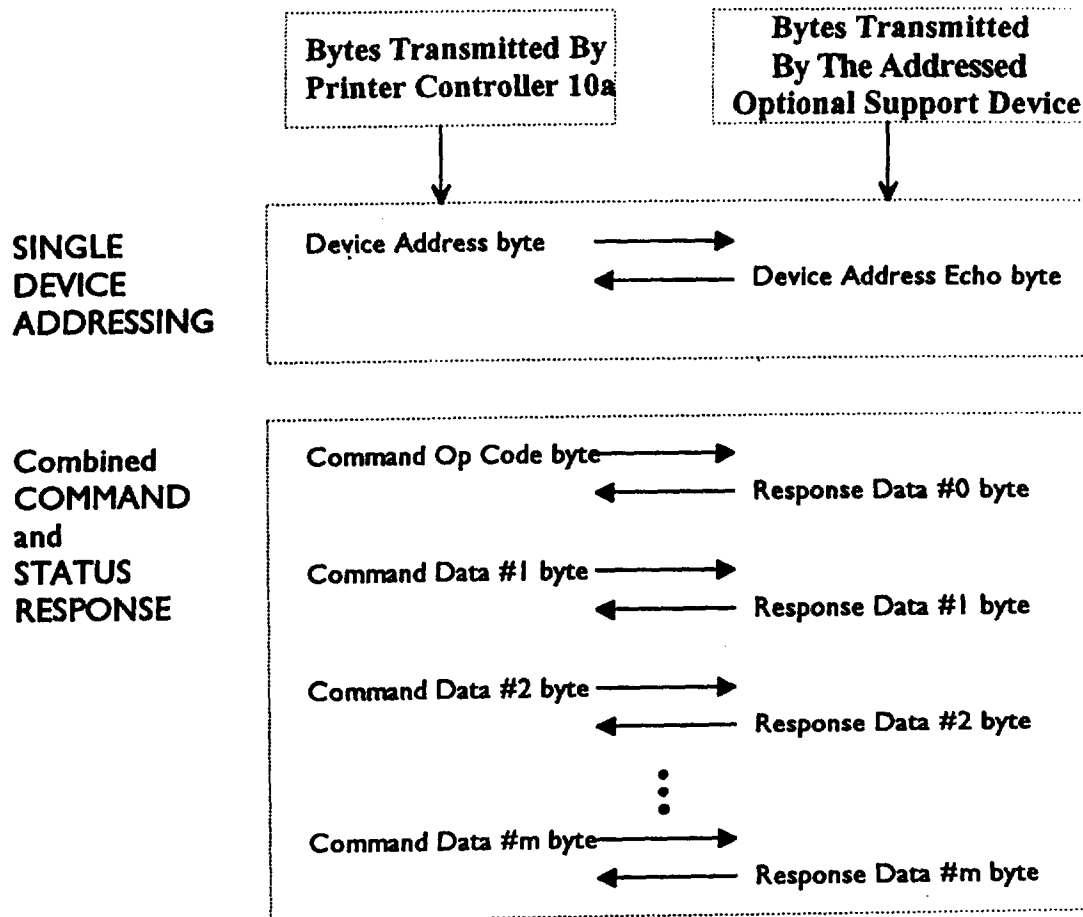 Bytes Transmitted By
Printer Controller 10a
Bytes Transmitted
By The Addressed
Optional Support Device
SINGLE
DEVICE
ADDRESSING
Device Address byte
Device Address Echo byte
Combined
COMMAND
and
STATUS
RESPONSE
Command Op Code byte
Response Data #0 byte
Command Data #1 byte
Response Data #1 byte
Command Data #2 byte
Response Data #2 byte
Command Data #m byte
Response Data #m byte